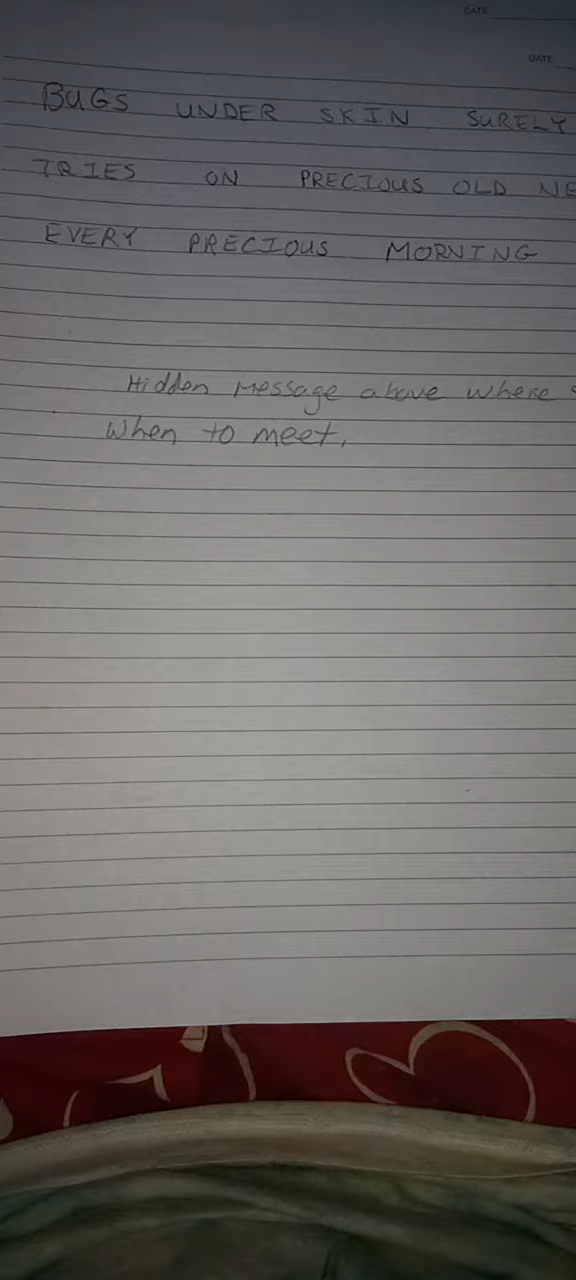 DATE
DATE
BUGS UNDER SKIN SURELY
TRIES ON PRECIOUS OLD NE
EVERY PRECIOUS MORNING
Hidden Message above where
when to meet.